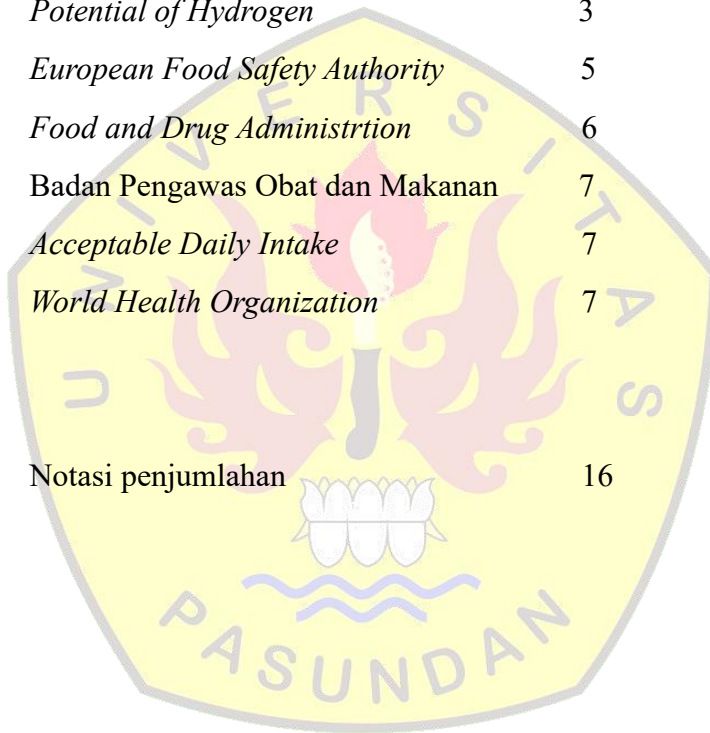 Potential of Hydrogen 3
European Food Safety Authority 5
Food and Drug Administrtion 6
Badan Pengawas Obat dan Makanan 7
Acceptable Daily Intake 7
World Health Organization 7
Notasi penjumlahan 16
UNIVERSITAS
PASUNDAN